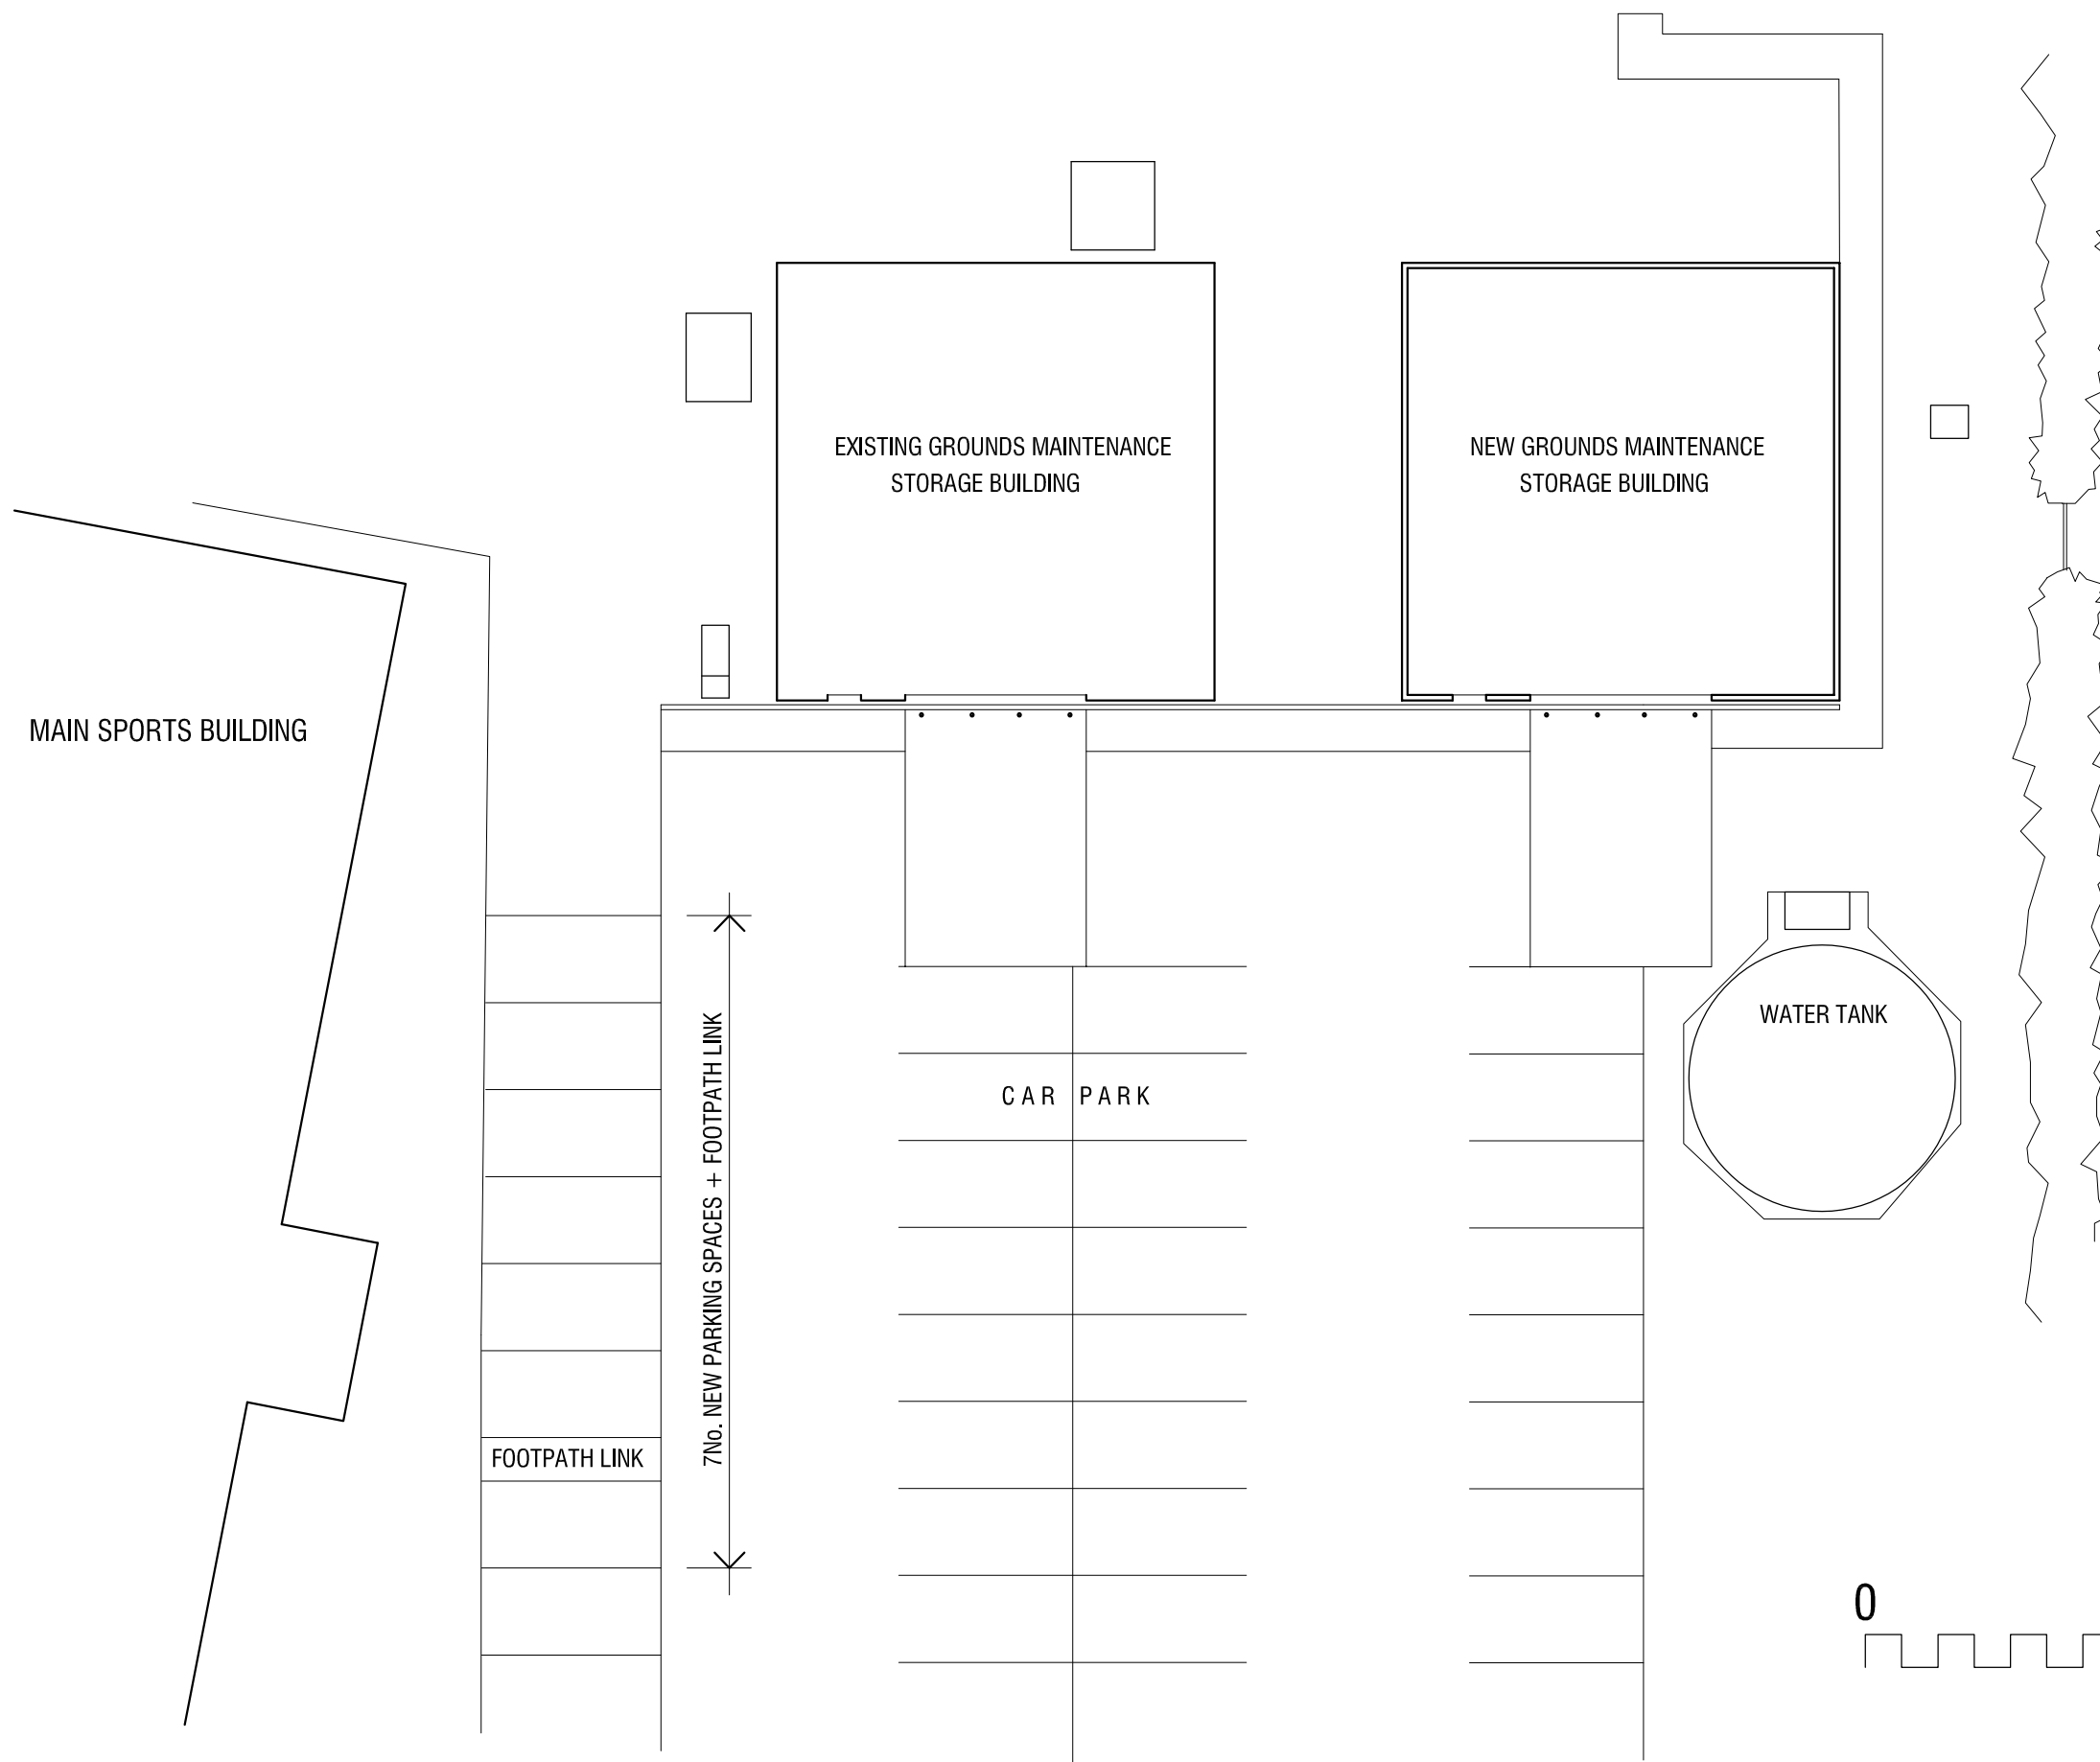 EXISTING GROUNDS MAINTENANCE
STORAGE BUILDING
NEW GROUNDS MAINTENANCE
STORAGE BUILDING
MAIN SPORTS BUILDING
WATER TANK
CAR PARK
7No. NEW PARKING SPACES + FOOTPATH LINK
FOOTPATH LINK
0